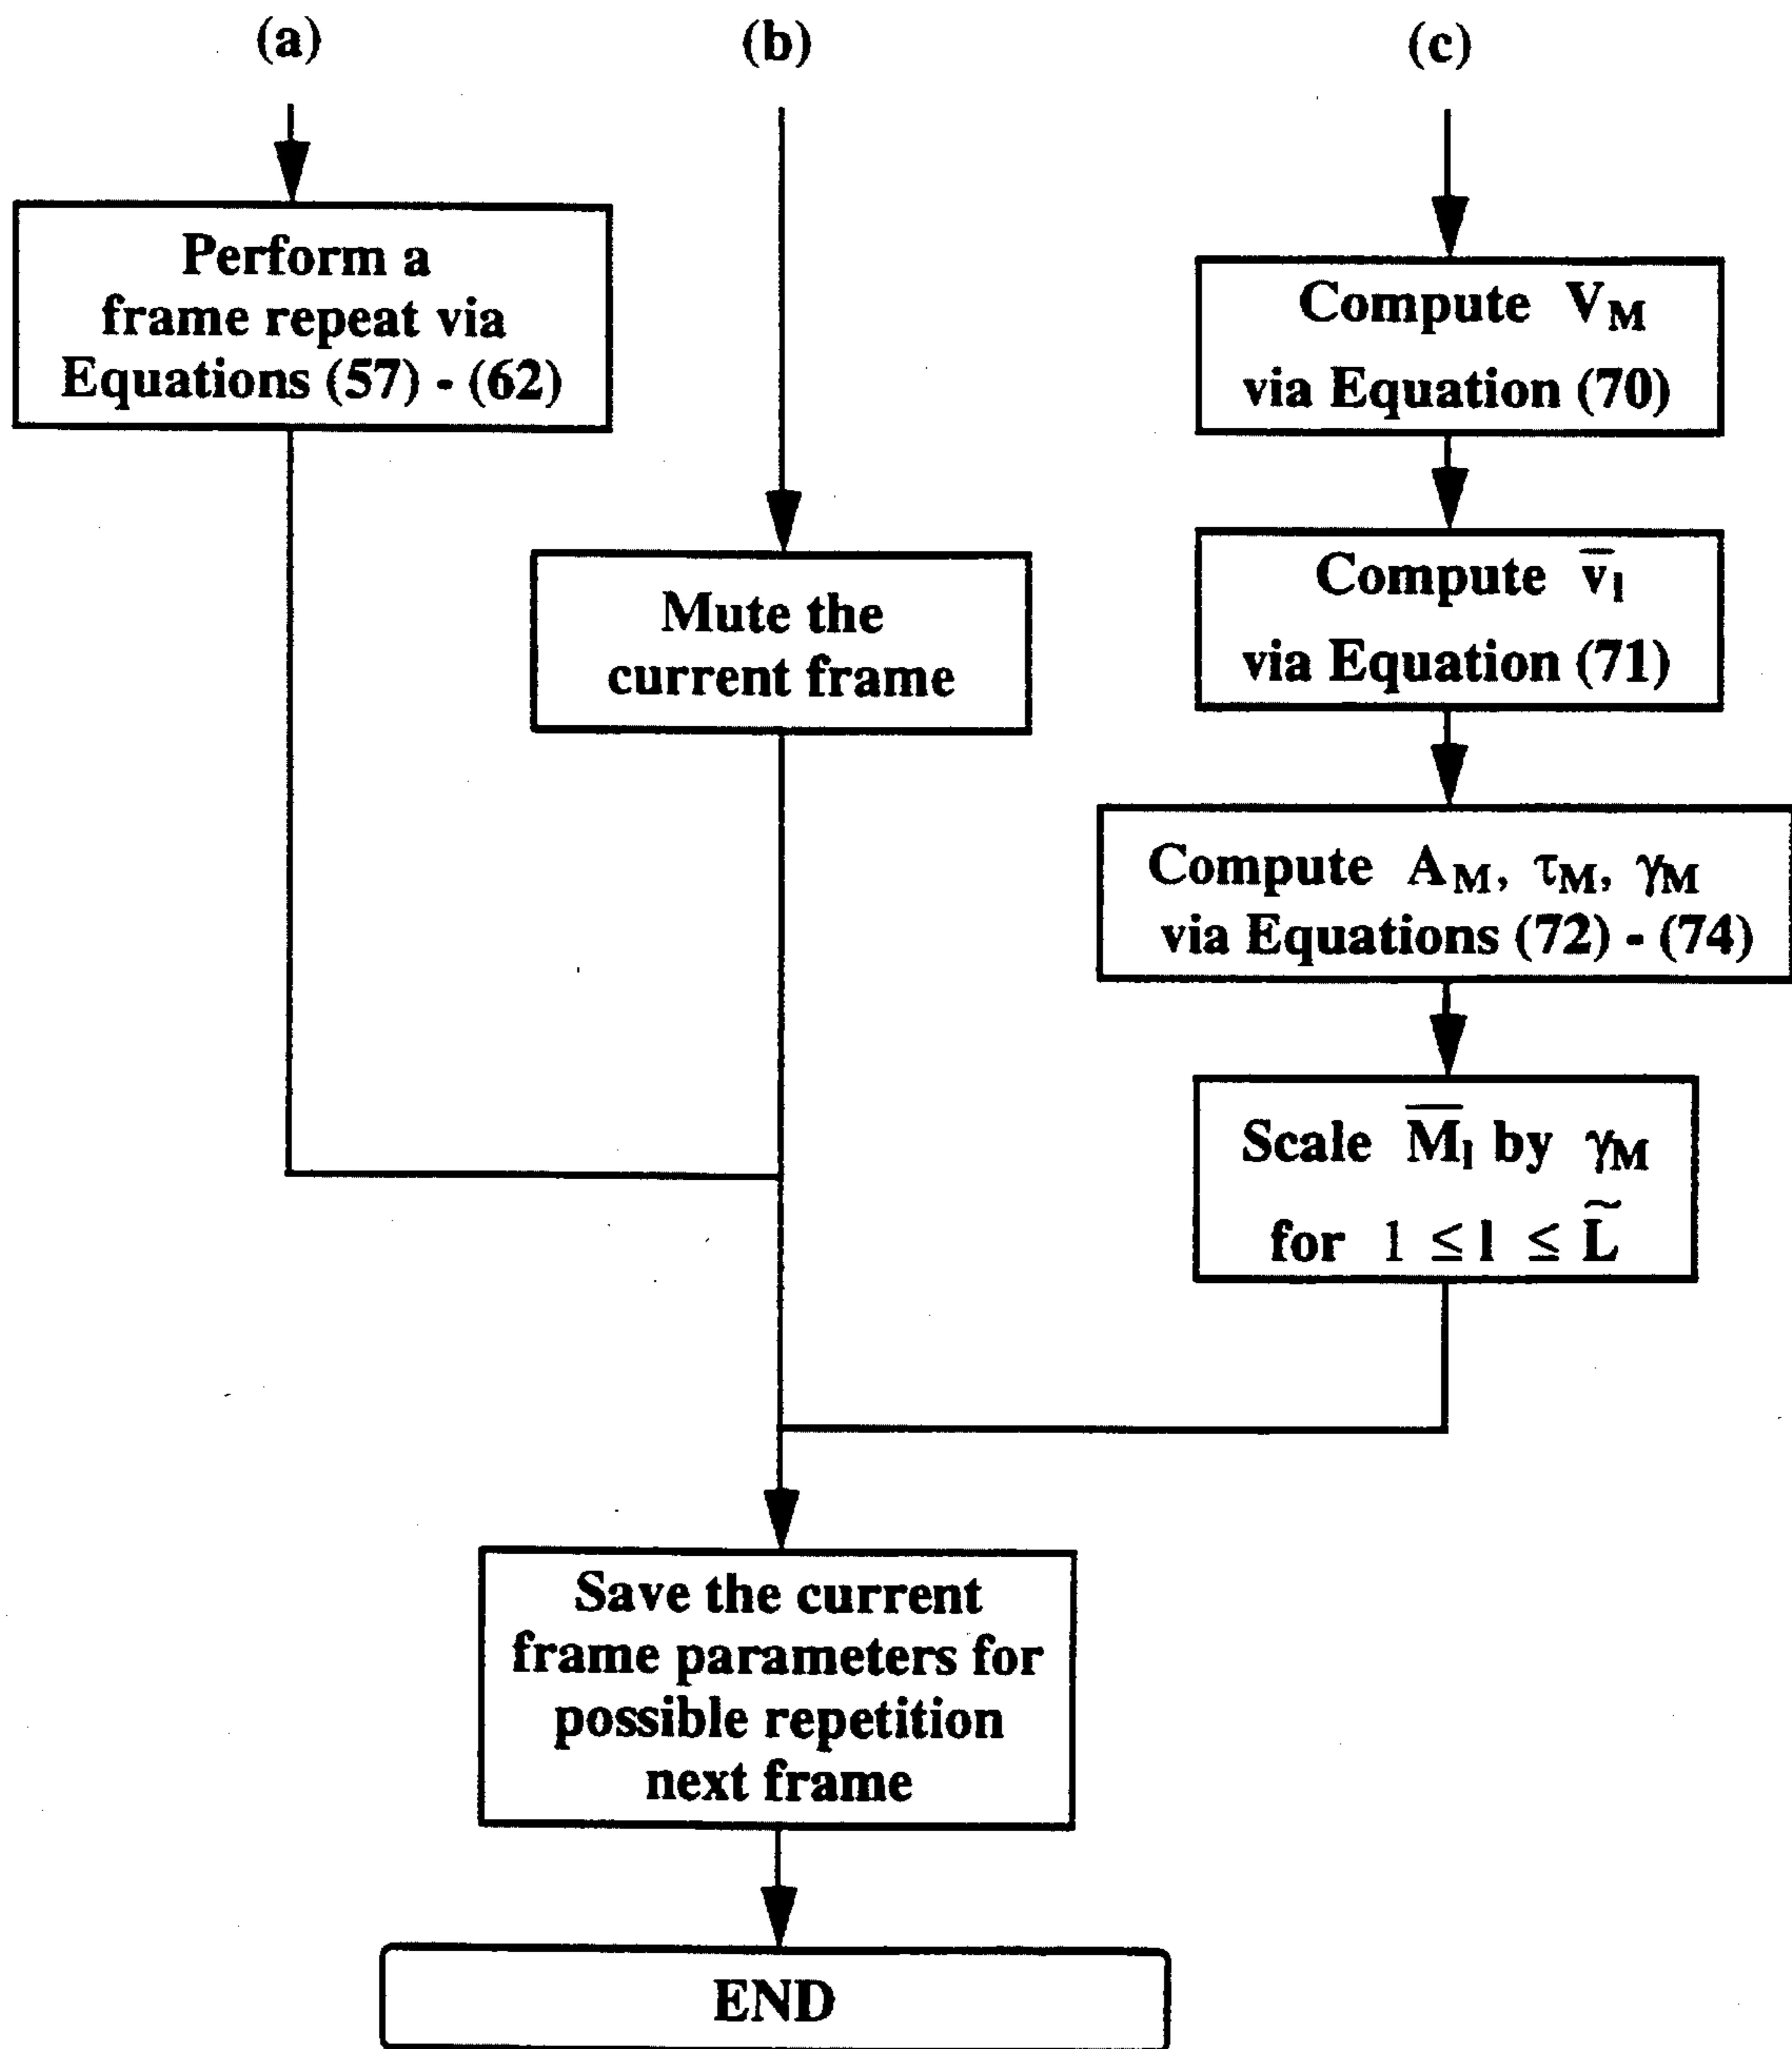 (a)
(b)
(c)
Perform a
frame repeat via
Equations (57) - (62)
Mute the
current frame
Compute V_M
via Equation (70)
Compute v̅_l
via Equation (71)
Compute A_M, τ_M, γ_M
via Equations (72) - (74)
Scale M̅_l by γ_M
for 1 ≤ l ≤ L̃
Save the current
frame parameters for
possible repetition
next frame
END